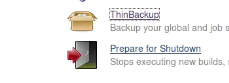 ThinBackup
Backup your global and job s
Prepare for Shutdown
Stops executing new builds,